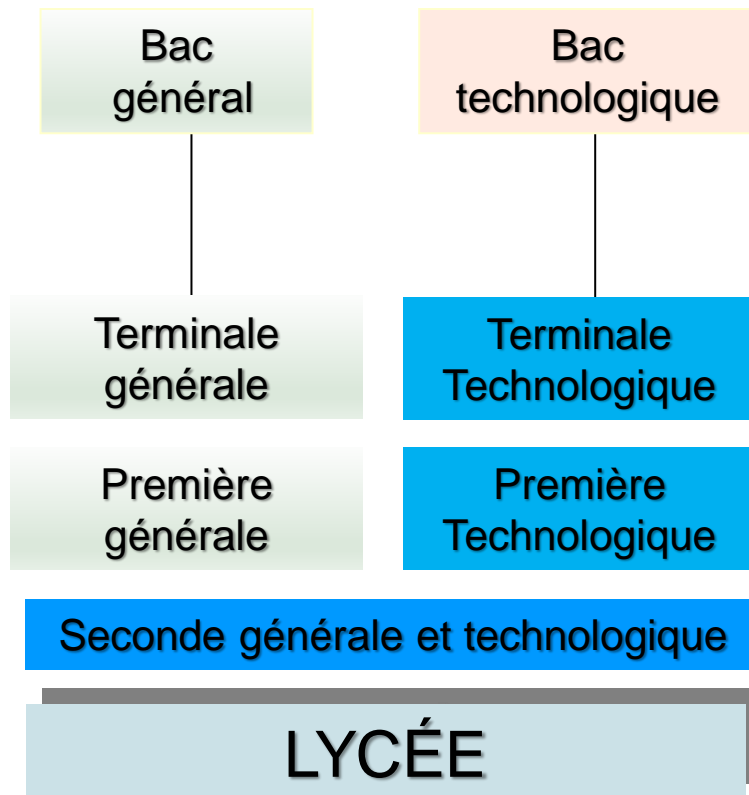 Bac
général
Bac
technologique
Terminale
générale
Terminale
Technologique
Première
générale
Première
Technologique
Seconde générale et technologique
LYCÉE